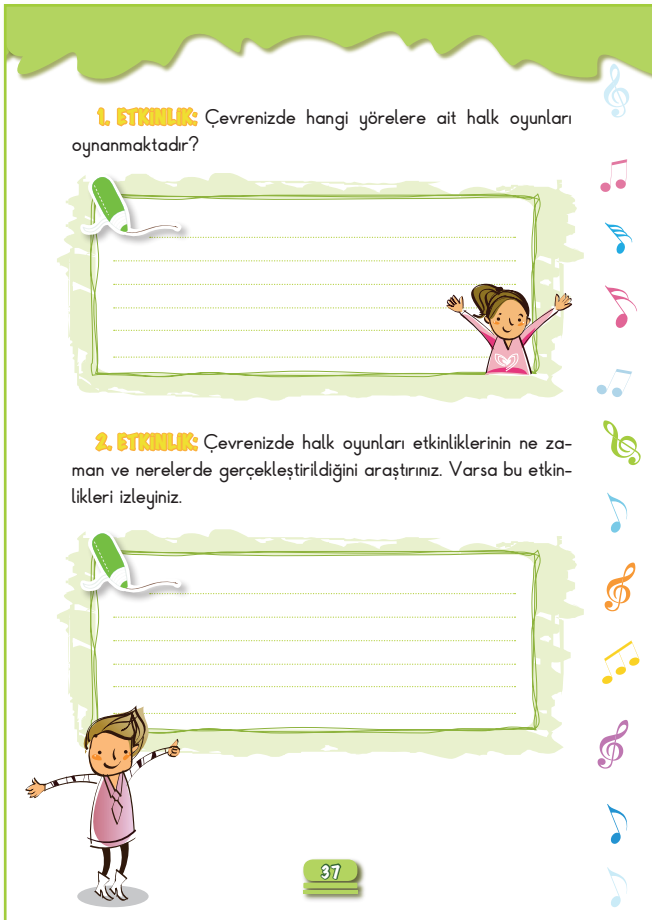 1. ETKİNLİK: Çevrenizde hangi yörelere ait halk oyunları
oynanmaktadır?
2. ETKİNLİK: Çevrenizde halk oyunları etkinliklerinin ne za-
man ve nerelerde gerçekleştirildiğini araştırınız. Varsa bu etkin-
likleri izleyiniz.
37